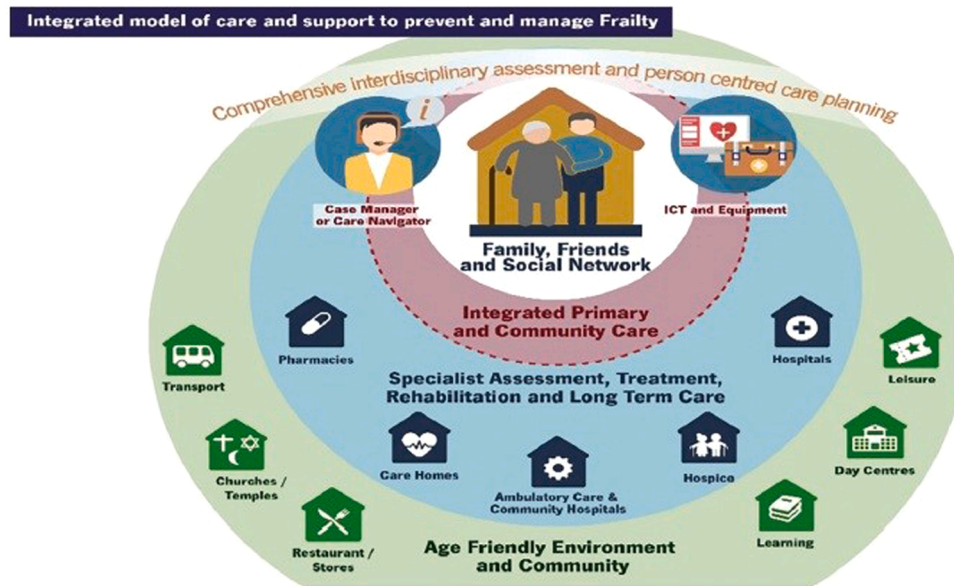 Integrated model of care and support to prevent and manage Frailty
Comprehensive interdisciplinary assessment and person centred care planning
i
Case Manager
or Care Navigator
ICT and Equipment
Family, Friends
and Social Network
Integrated Primary
and Community Care
Pharmacies
Hospitals
Transport
Leisure
Specialist Assessment, Treatment,
Rehabilitation and Long Term Care
Churches /
Temples
Care Homes
Ambulatory Care &
Community Hospitals
Hospice
Day Centres
Restaurant /
Stores
Learning
Age Friendly Environment
and Community